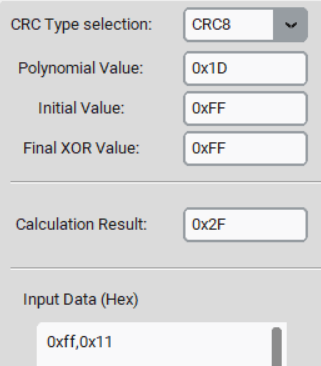 CRC Type selection: CRC8
Polynomial Value: 0x1D
Initial Value: 0xFF
Final XOR Value: 0xFF
Calculation Result: 0x2F
Input Data (Hex)
0xff,0x11